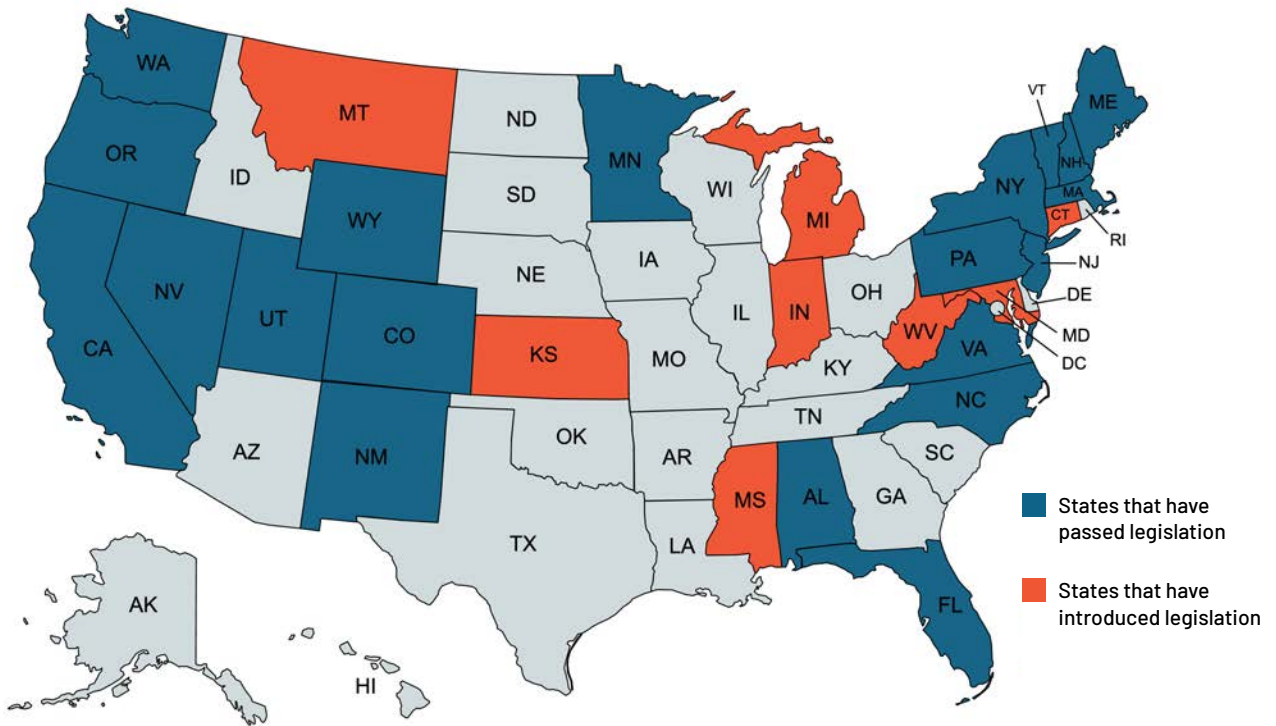 WA
OR
ID
MT
ND
SD
MN
WI
MI
WY
NE
IA
IL
IN
OH
NV
UT
CO
CA
KS
MO
KY
WV
VA
NC
TN
AZ
NM
OK
AR
SC
MS
AL
GA
TX
LA
FL
AK
HI
VT
ME
NH
NY
MA
CT
RI
PA
NJ
DE
MD
DC
States that have
passed legislation
States that have
introduced legislation